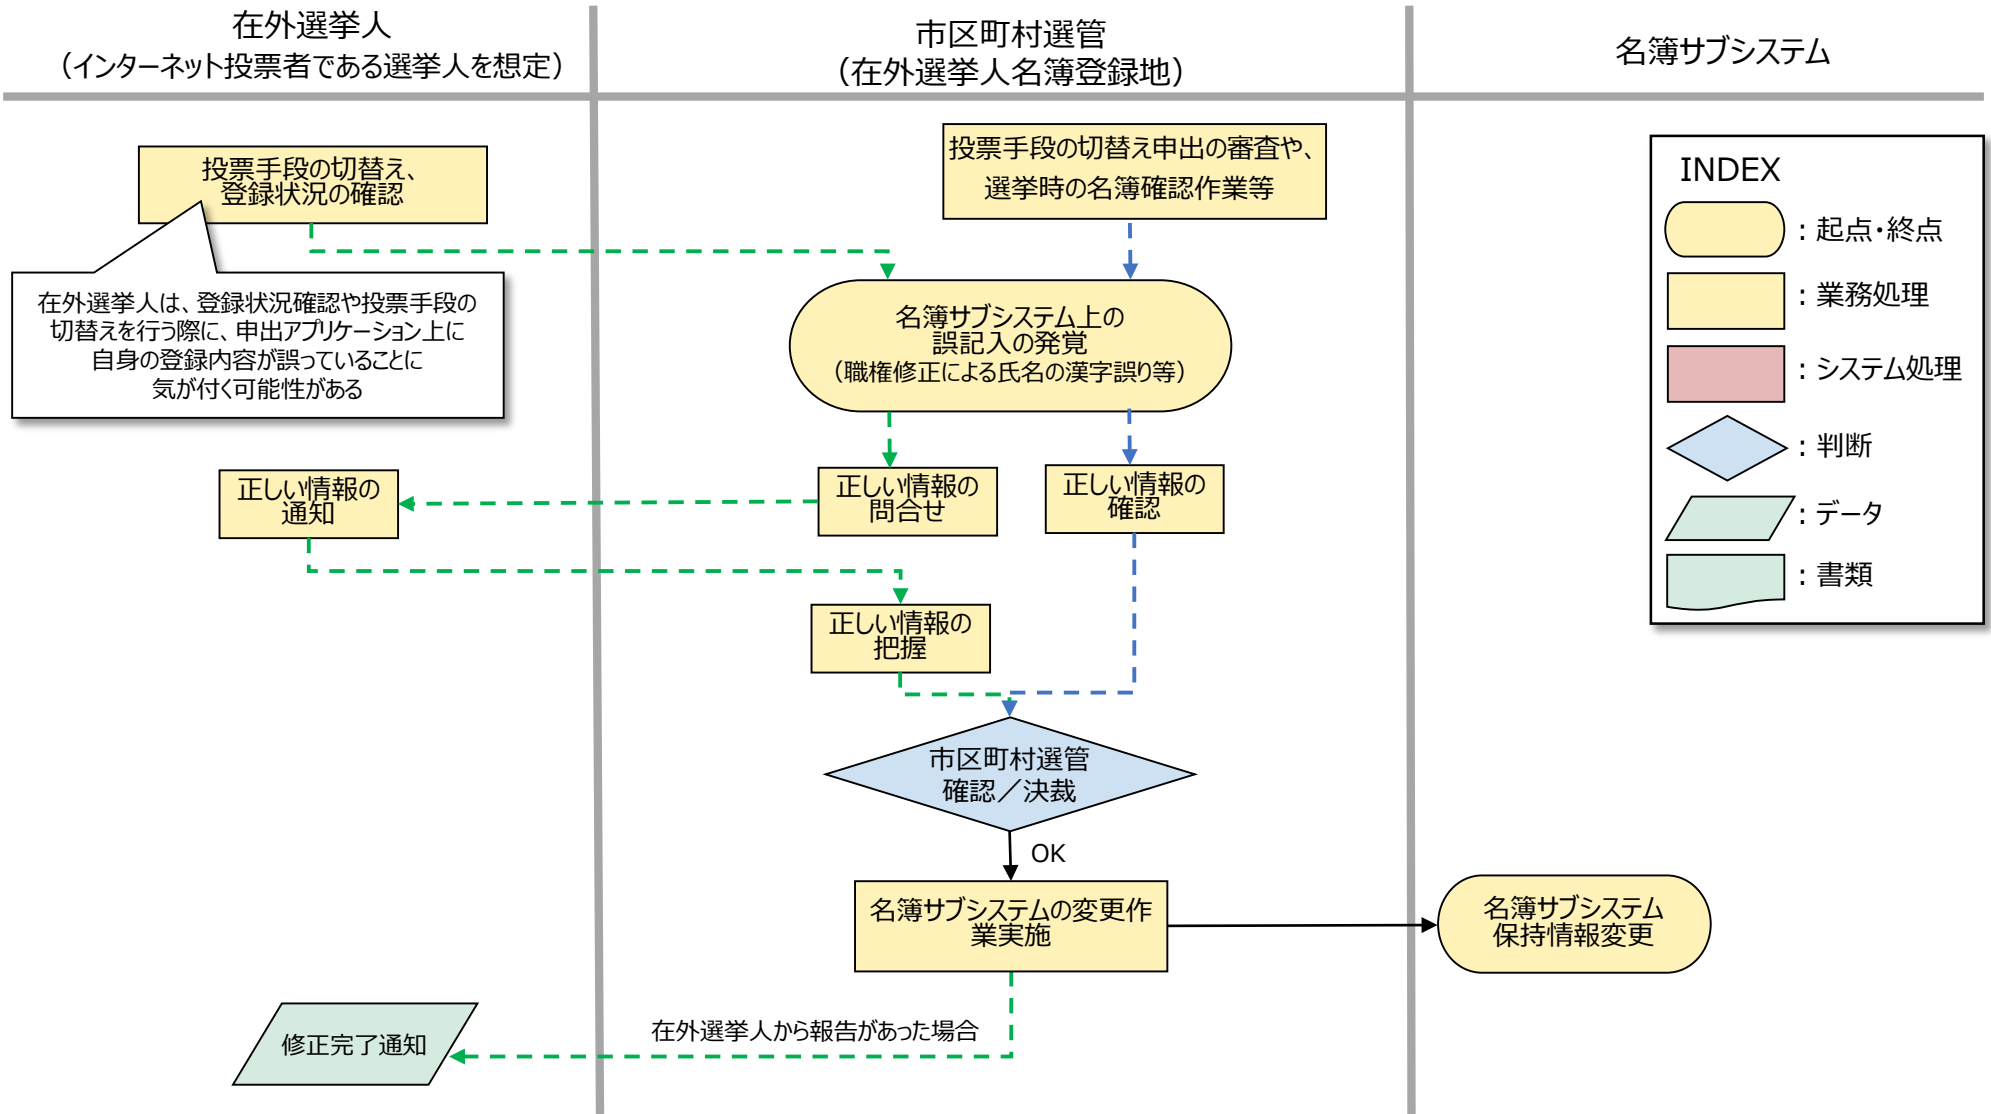 在外選挙人
（インターネット投票者である選挙人を想定）
市区町村選管
（在外選挙人名簿登録地）
名簿サブシステム
投票手段の切替え、
登録状況の確認
投票手段の切替え申出の審査や、
選挙時の名簿確認作業等
在外選挙人は、登録状況確認や投票手段の
切替えを行う際に、申出アプリケーション上に
自身の登録内容が誤っていることに
気が付く可能性がある
名簿サブシステム上の
誤記入の発覚
（職権修正による氏名の漢字誤り等）
正しい情報の
通知
正しい情報の
問合せ
正しい情報の
確認
正しい情報の
把握
市区町村選管
確認／決裁
OK
名簿サブシステムの変更作
業実施
名簿サブシステム
保持情報変更
在外選挙人から報告があった場合
修正完了通知
INDEX
：起点・終点
：業務処理
：システム処理
：判断
：データ
：書類